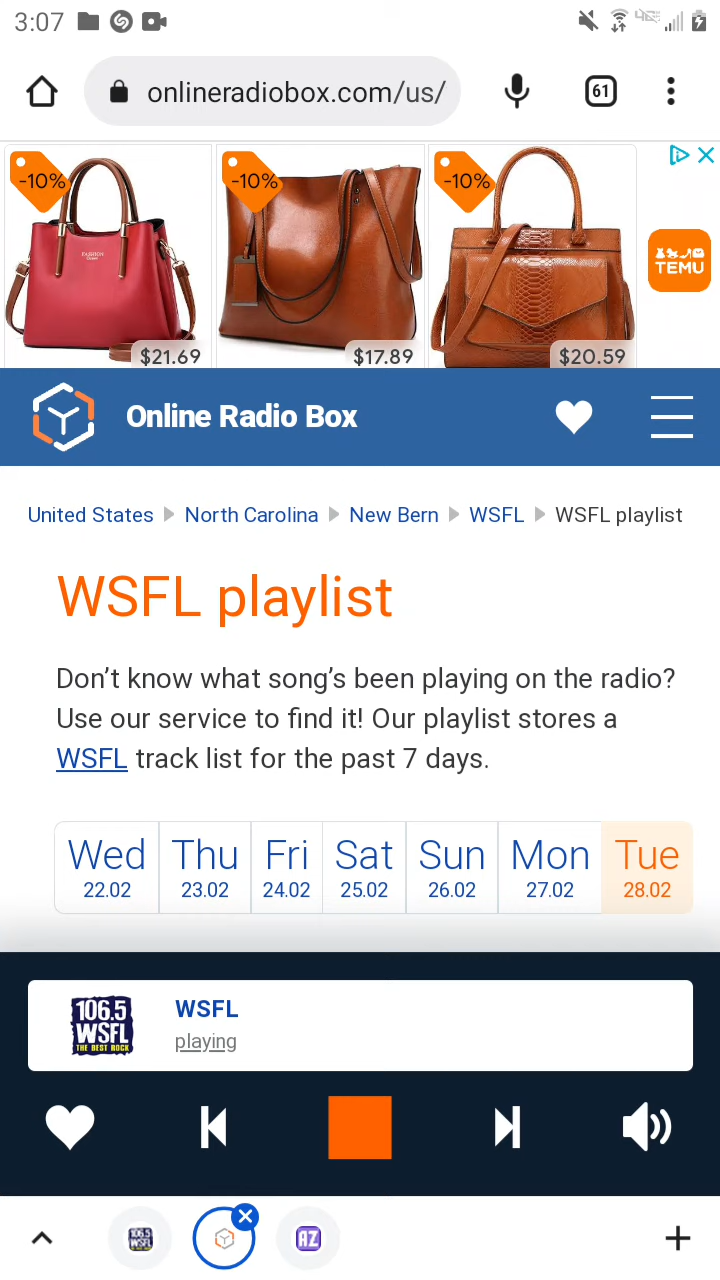 3:07
onlineradiobox.com/us/
61
-10%
-10%
-10%
FASHION
$21.69
$17.89
$20.59
TEMU
Online Radio Box
United States North Carolina New Bern WSFL WSFL playlist
WSFL playlist
Don’t know what song’s been playing on the radio?
Use our service to find it! Our playlist stores a
WSFL track list for the past 7 days.
Wed Thu Fri Sat Sun Mon Tue
22.02 23.02 24.02 25.02 26.02 27.02 28.02
106.5
WSFL
THE BEST ROCK
WSFL
playing
106.5
WSFL
AZ